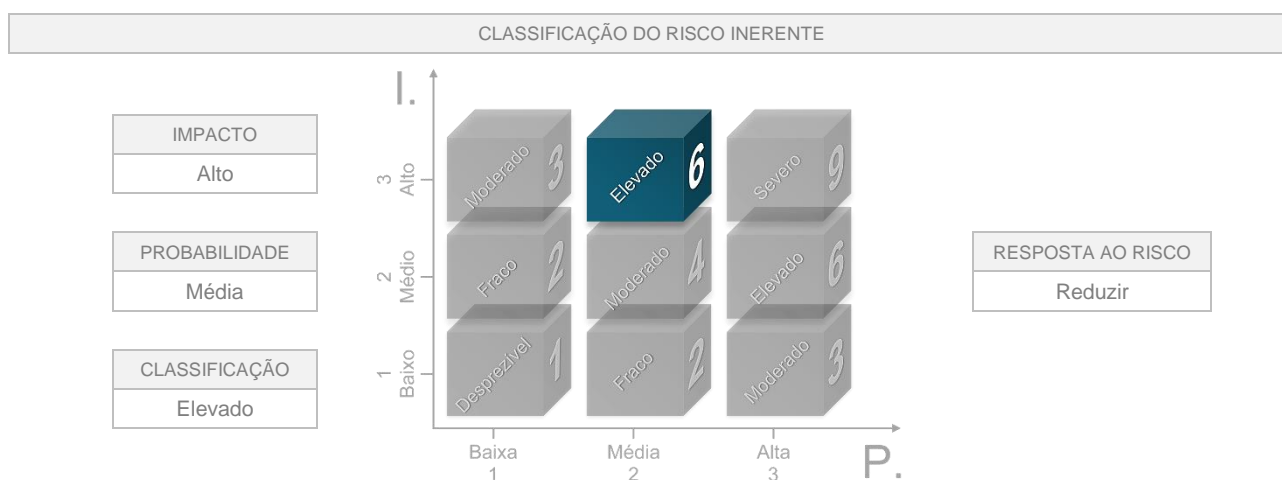 CLASSIFICAÇÃO DO RISCO INERENTE
IMPACTO
Alto
PROBABILIDADE
Média
CLASSIFICAÇÃO
Elevado
I.
3
Alto
Moderado 3
Elevado 6
Severo 9
2
Médio
Fraco 2
Moderado 4
Elevado 6
1
Baixo
Desprezível 1
Fraco 2
Moderado 3
Baixa
1
Média
2
Alta
3
P.
RESPOSTA AO RISCO
Reduzir